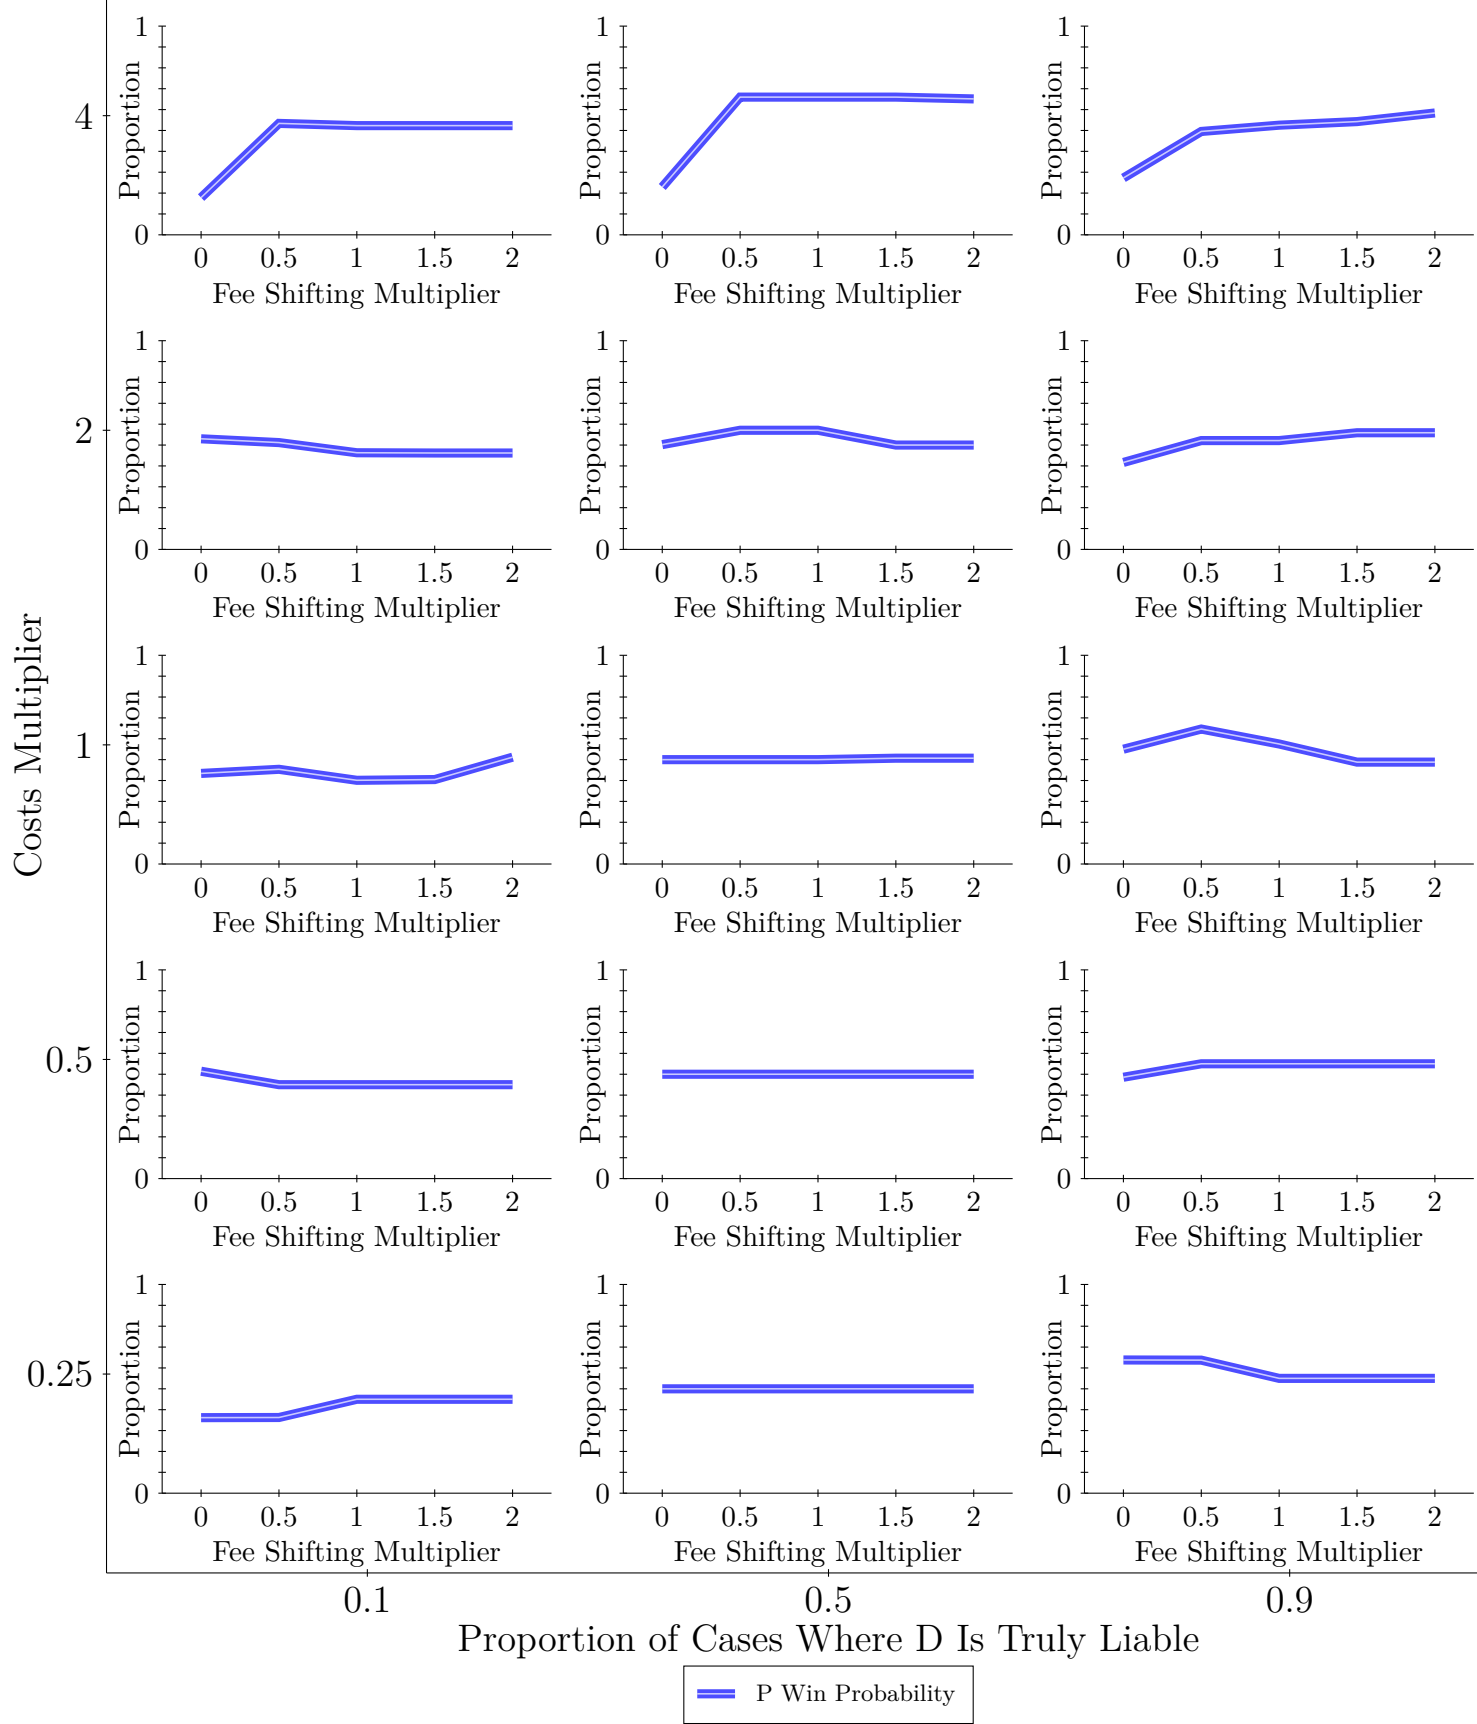 Costs Multiplier
4
1
Proportion
0
0 0.5 1 1.5 2
Fee Shifting Multiplier
1
Proportion
0
0 0.5 1 1.5 2
Fee Shifting Multiplier
1
Proportion
0
0 0.5 1 1.5 2
Fee Shifting Multiplier
2
1
Proportion
0
0 0.5 1 1.5 2
Fee Shifting Multiplier
1
Proportion
0
0 0.5 1 1.5 2
Fee Shifting Multiplier
1
Proportion
0
0 0.5 1 1.5 2
Fee Shifting Multiplier
1
1
Proportion
0
0 0.5 1 1.5 2
Fee Shifting Multiplier
1
Proportion
0
0 0.5 1 1.5 2
Fee Shifting Multiplier
1
Proportion
0
0 0.5 1 1.5 2
Fee Shifting Multiplier
0.5
1
Proportion
0
0 0.5 1 1.5 2
Fee Shifting Multiplier
1
Proportion
0
0 0.5 1 1.5 2
Fee Shifting Multiplier
1
Proportion
0
0 0.5 1 1.5 2
Fee Shifting Multiplier
0.25
1
Proportion
0
0 0.5 1 1.5 2
Fee Shifting Multiplier
1
Proportion
0
0 0.5 1 1.5 2
Fee Shifting Multiplier
1
Proportion
0
0 0.5 1 1.5 2
Fee Shifting Multiplier
0.1 0.5 0.9
Proportion of Cases Where D Is Truly Liable
P Win Probability